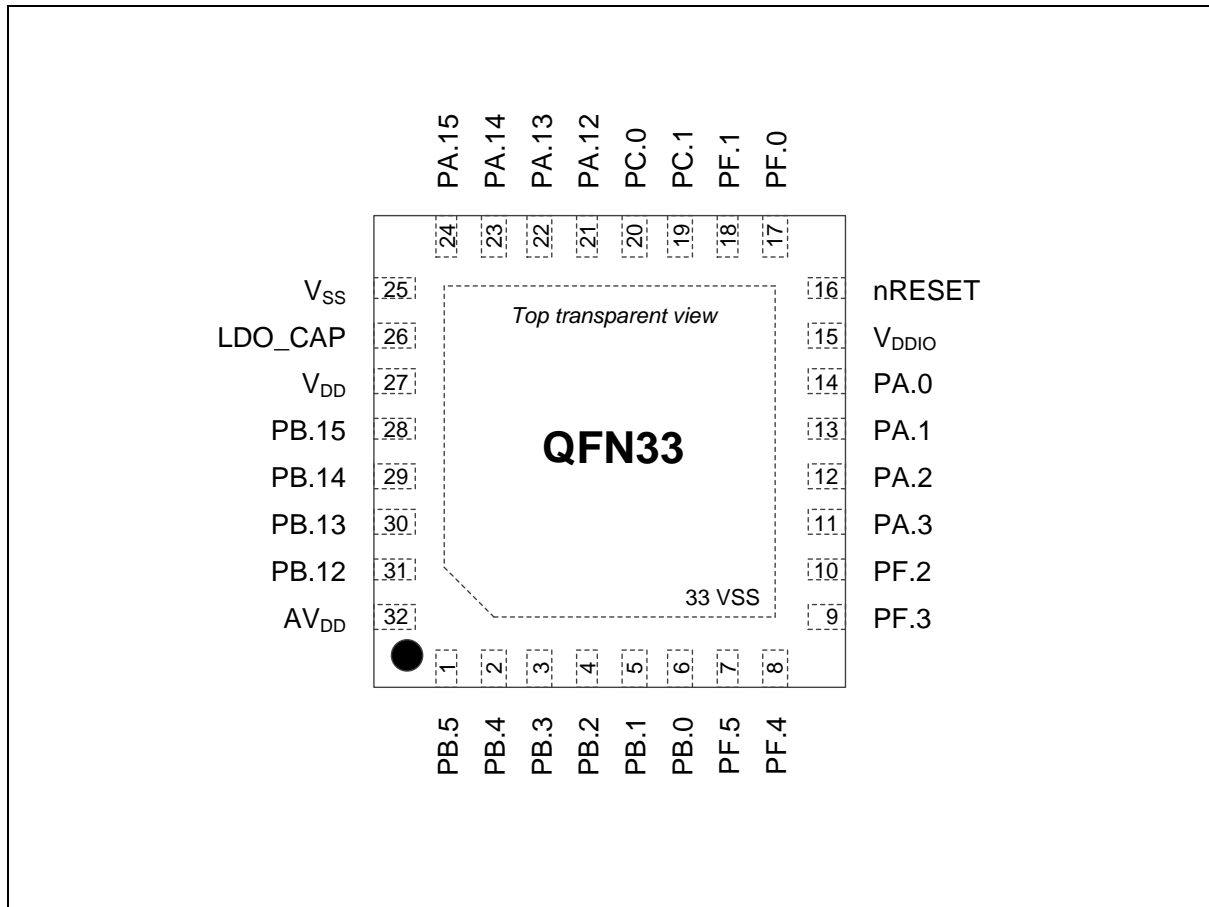 PA.15 PA.14 PA.13 PA.12 PC.0 PC.1 PF.1 PF.0
24 23 22 21 20 19 18 17
VSS 25 16 nRESET
Top transparent view
LDO_CAP 26 15 VDDIO
VDD 27 14 PA.0
PB.15 28 QFN33 13 PA.1
PB.14 29 12 PA.2
PB.13 30 11 PA.3
PB.12 31 10 PF.2
33 VSS
AVDD 32 9 PF.3
1 2 3 4 5 6 7 8
PB.5 PB.4 PB.3 PB.2 PB.1 PB.0 PF.5 PF.4